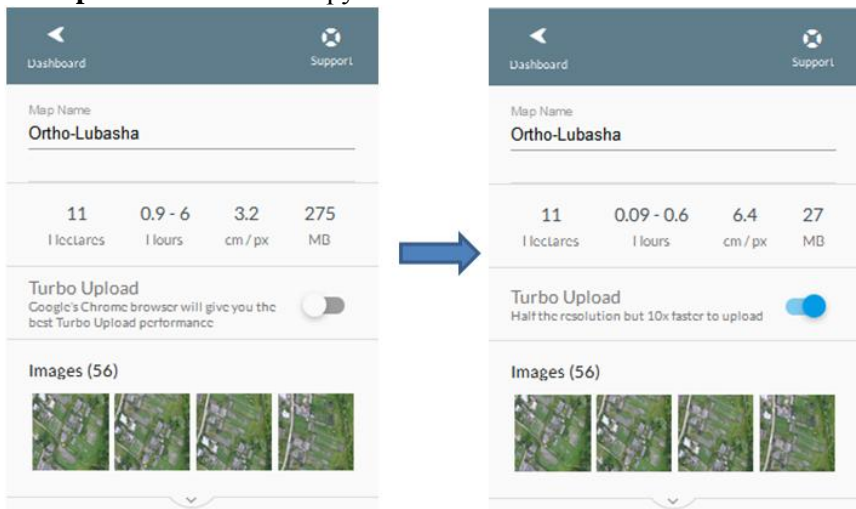 Dashboard
Support
Map Name
Ortho-Lubasha
11 0.9 - 6 3.2 275
Hectares Hours cm / px MB
Turbo Upload
Google's Chrome browser will give you the
best Turbo Upload performance
Images (56)
Dashboard
Support
Map Name
Ortho-Lubasha
11 0.09 - 0.6 6.4 27
Hectares Hours cm / px MB
Turbo Upload
Half the resolution but 10x faster to upload
Images (56)